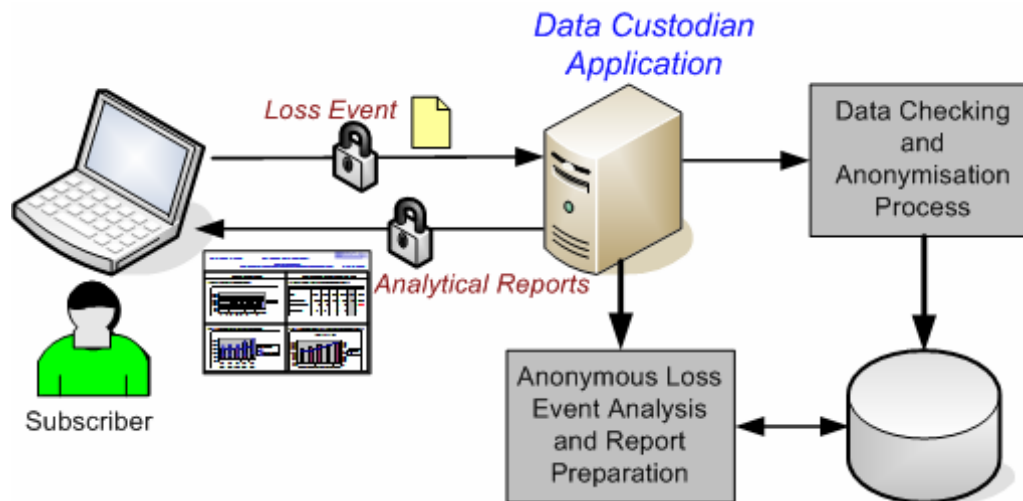 Data Custodian
Application
Loss Event
Data Checking
and
Anonymisation
Process
Analytical Reports
Subscriber
Anonymous Loss
Event Analysis
and Report
Preparation